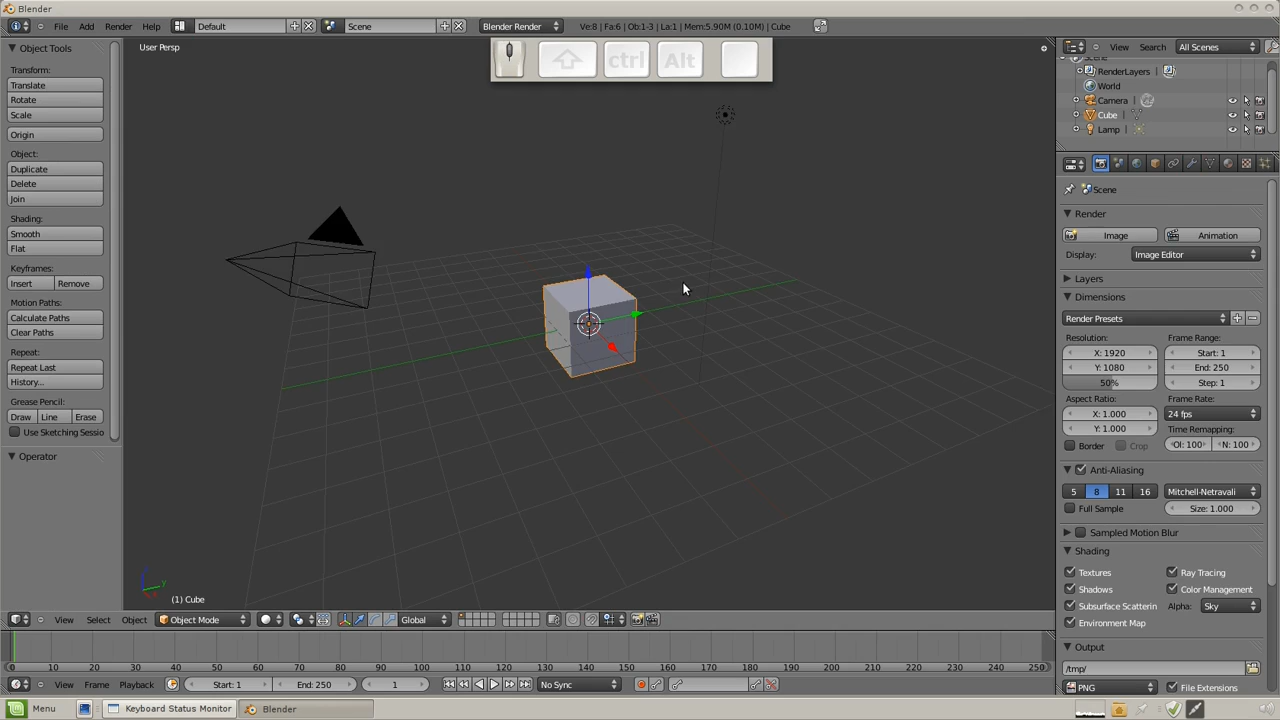 Blender
File Add Render Help Default Scene Blender Render Ve:8 | Fa:6 | Ob:1-3 | La:1 | Mem:5.90M (0.10M) | Cube
Object Tools
Transform:
Translate
Rotate
Scale
Origin
Object:
Duplicate
Delete
Join
Shading:
Smooth
Flat
Keyframes:
Insert Remove
Motion Paths:
Calculate Paths
Clear Paths
Repeat:
Repeat Last
History...
Grease Pencil:
Draw Line Erase
Use Sketching Sessio
Operator
User Persp
ctrl Alt
z
y
(1) Cube
View Select Object Object Mode Global
View Search All Scenes
Scene
RenderLayers
World
Camera
Cube
Lamp
Scene
Render
Image Animation
Display: Image Editor
Layers
Dimensions
Render Presets
Resolution: Frame Range:
X: 1920 Start: 1
Y: 1080 End: 250
50% Step: 1
Aspect Ratio: Frame Rate:
X: 1.000 24 fps
Y: 1.000 Time Remapping:
Border Crop Ol: 100 N: 100
Anti-Aliasing
5 8 11 16 Mitchell-Netravali
Full Sample Size: 1.000
Sampled Motion Blur
Shading
Textures Ray Tracing
Shadows Color Management
Subsurface Scatterin Alpha: Sky
Environment Map
Output
/tmp/
PNG File Extensions
0 10 20 30 40 50 60 70 80 90 100 110 120 130 140 150 160 170 180 190 200 210 220 230 240 250
View Frame Playback Start: 1 End: 250 1 No Sync
Menu Keyboard Status Monitor Blender